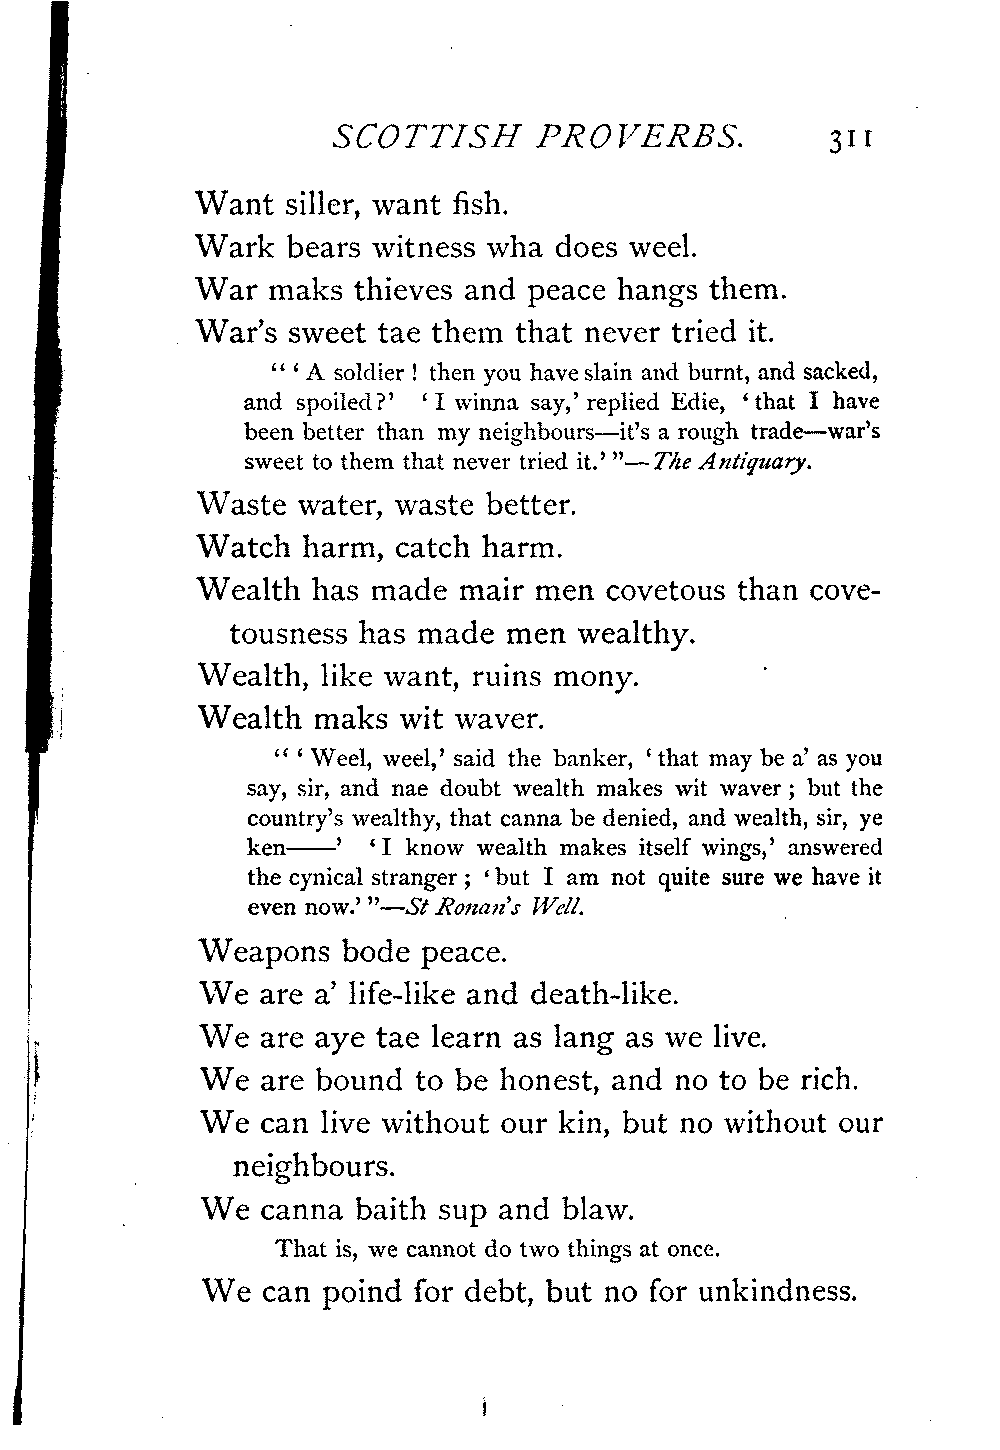 SCOTTISH PROVERBS. 311
Want siller, want fish.
Wark bears witness wha does weel.
War maks thieves and peace hangs them.
War's sweet tae them that never tried it.
" 'A soldier! then you have slain and burnt, and sacked,
and spoiled?' 'I winna say,' replied Edie, 'that I have
been better than my neighbours—it's a rough trade—war's
sweet to them that never tried it.' "—The Antiquary.
Waste water, waste better.
Watch harm, catch harm.
Wealth has made mair men covetous than cove-
tousness has made men wealthy.
Wealth, like want, ruins mony.
Wealth maks wit waver.
" 'Weel, weel,' said the banker, 'that may be a' as you
say, sir, and nae doubt wealth makes wit waver; but the
country's wealthy, that canna be denied, and wealth, sir, ye
ken——' 'I know wealth makes itself wings,' answered
the cynical stranger; 'but I am not quite sure we have it
even now.' "—St Ronan's Well.
Weapons bode peace.
We are a' life-like and death-like.
We are aye tae learn as lang as we live.
We are bound to be honest, and no to be rich.
We can live without our kin, but no without our
neighbours.
We canna baith sup and blaw.
That is, we cannot do two things at once.
We can poind for debt, but no for unkindness.